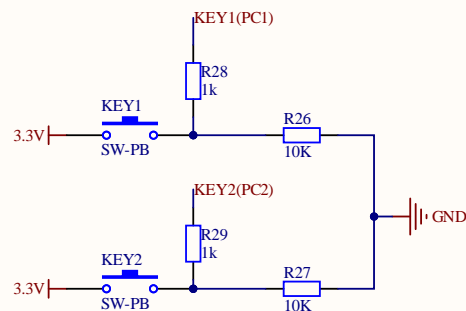 KEY1(PC1)
R28
1k
KEY1
R26
3.3V
SW-PB
10K
KEY2(PC2)
GND
R29
1k
KEY2
R27
3.3V
SW-PB
10K